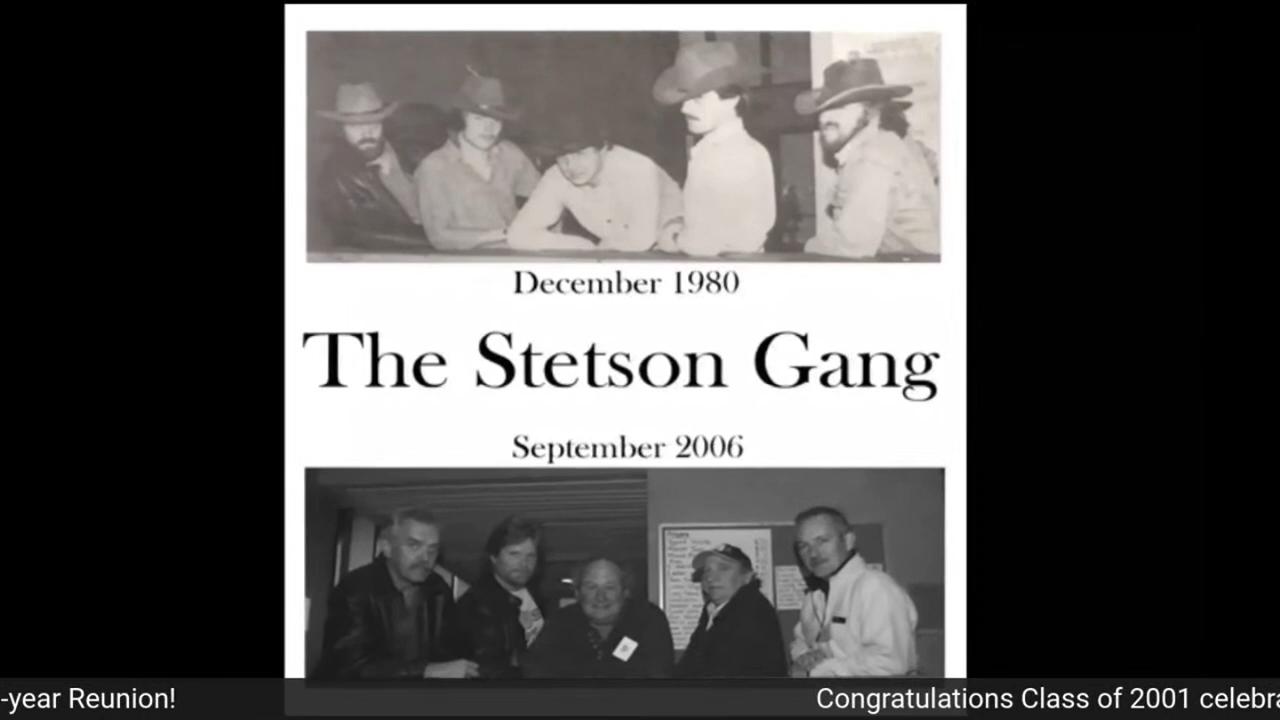 December 1980
The Stetson Gang
September 2006
-year Reunion!
Congratulations Class of 2001 celebra